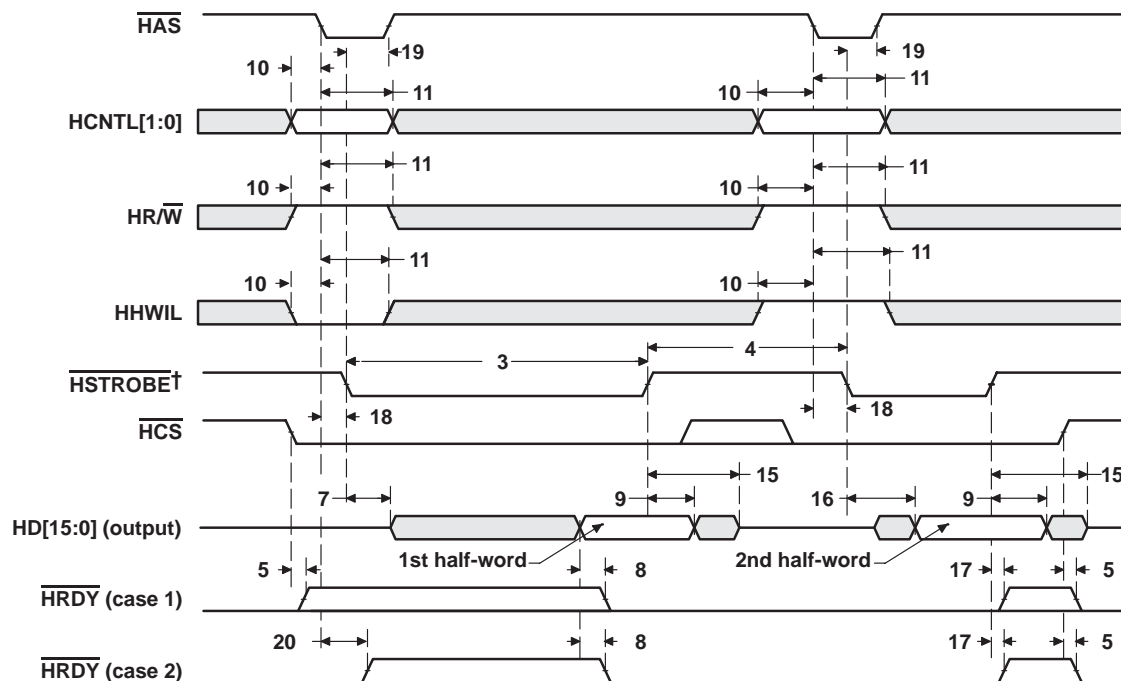 HAS
19
19
10
11
10
11
HCNTL[1:0]
11
11
10
10
HR/W
11
11
10
10
HHWIL
3
4
HSTROBE†
18
18
HCS
15
15
7
9
16
9
HD[15:0] (output)
1st half-word
2nd half-word
5
8
17
5
HRDY (case 1)
20
8
17
5
HRDY (case 2)